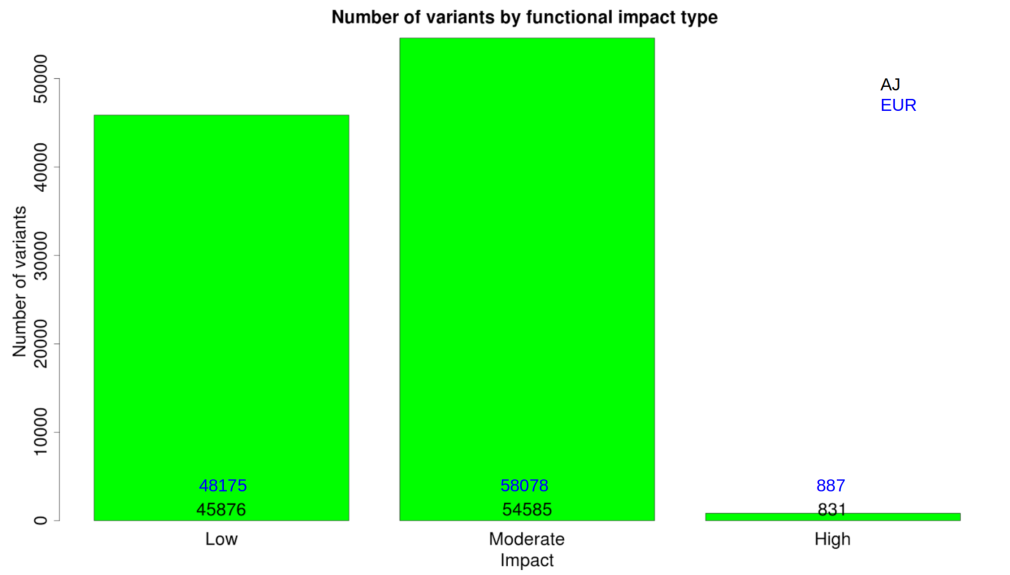 Number of variants by functional impact type
AJ
EUR
Number of variants
50000
40000
30000
20000
10000
0
48175
45876
58078
54585
887
831
Low
Moderate
High
Impact